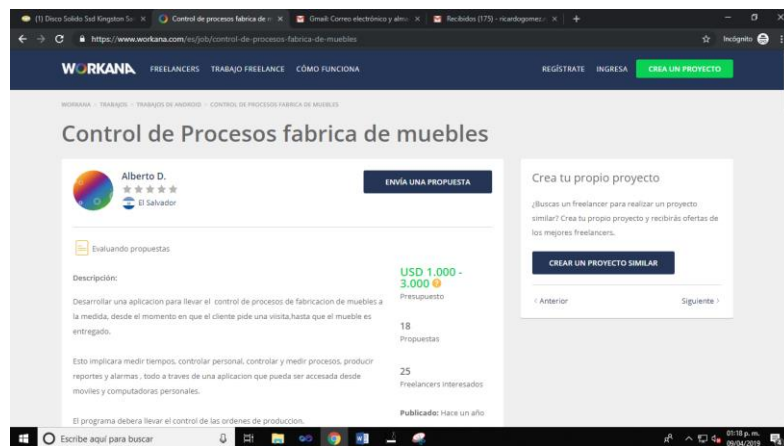 (1) Disco Solido Ssd Kingston Sa
Control de procesos fabrica de m
Gmail: Correo electrónico y alma
Recibidos (175) - ricardogomez
https://www.workana.com/es/job/control-de-procesos-fabrica-de-muebles
Incógnito
WORKANA FREELANCERS TRABAJO FREELANCE CÓMO FUNCIONA REGÍSTRATE INGRESA CREA UN PROYECTO
WORKANA > TRABAJOS > TRABAJOS DE ANDROID > CONTROL DE PROCESOS FÁBRICA DE MUEBLES
Control de Procesos fabrica de muebles
Alberto D.
El Salvador
ENVÍA UNA PROPUESTA
Evaluando propuestas
Descripción:
Desarrollar una aplicacion para llevar el control de procesos de fabricacion de muebles a
la medida, desde el momento en que el cliente pide una visita,hasta que el mueble es
entregado.
Esto implicara medir tiempos, controlar personal, controlar y medir procesos, producir
reportes y alarmas , todo a traves de una aplicacion que pueda ser accesada desde
moviles y computadoras personales.
El programa debera llevar el control de las ordenes de produccion.
USD 1.000 -
3.000
Presupuesto
18
Propuestas
25
Freelancers interesados
Publicado: Hace un año
Crea tu propio proyecto
¿Buscas un freelancer para realizar un proyecto
similar? Crea tu propio proyecto y recibirás ofertas de
los mejores freelancers.
CREAR UN PROYECTO SIMILAR
< Anterior Siguiente >
Escribe aquí para buscar
01:18 p. m.
09/04/2019